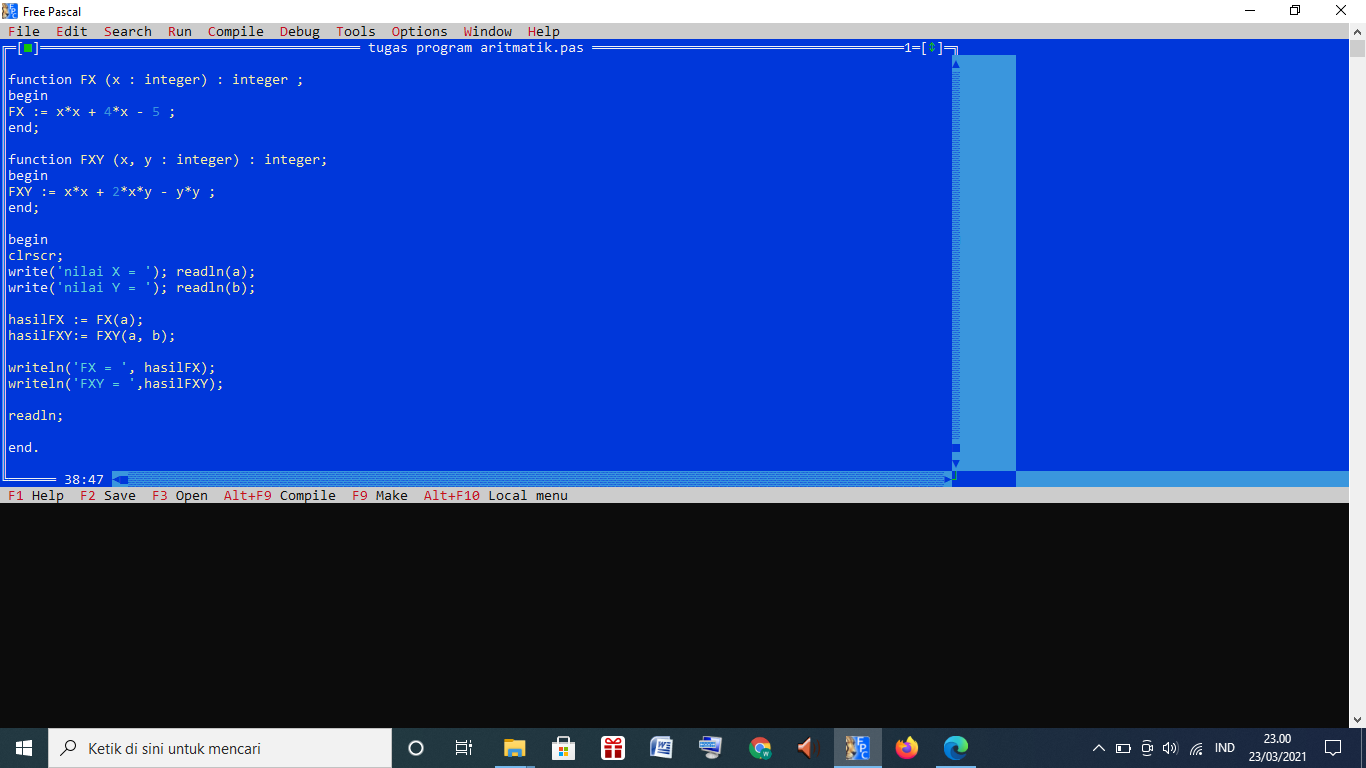 Free Pascal
File Edit Search Run Compile Debug Tools Options Window Help
tugas program aritmatik.pas 1
function FX (x : integer) : integer ;
begin
FX := x*x + 4*x - 5 ;
end;
function FXY (x, y : integer) : integer;
begin
FXY := x*x + 2*x*y - y*y ;
end;
begin
clrscr;
write('nilai X = '); readln(a);
write('nilai Y = '); readln(b);
hasilFX := FX(a);
hasilFXY:= FXY(a, b);
writeln('FX = ', hasilFX);
writeln('FXY = ',hasilFXY);
readln;
end.
38:47
F1 Help F2 Save F3 Open Alt+F9 Compile F9 Make Alt+F10 Local menu
Ketik di sini untuk mencari
IND
23.00
23/03/2021